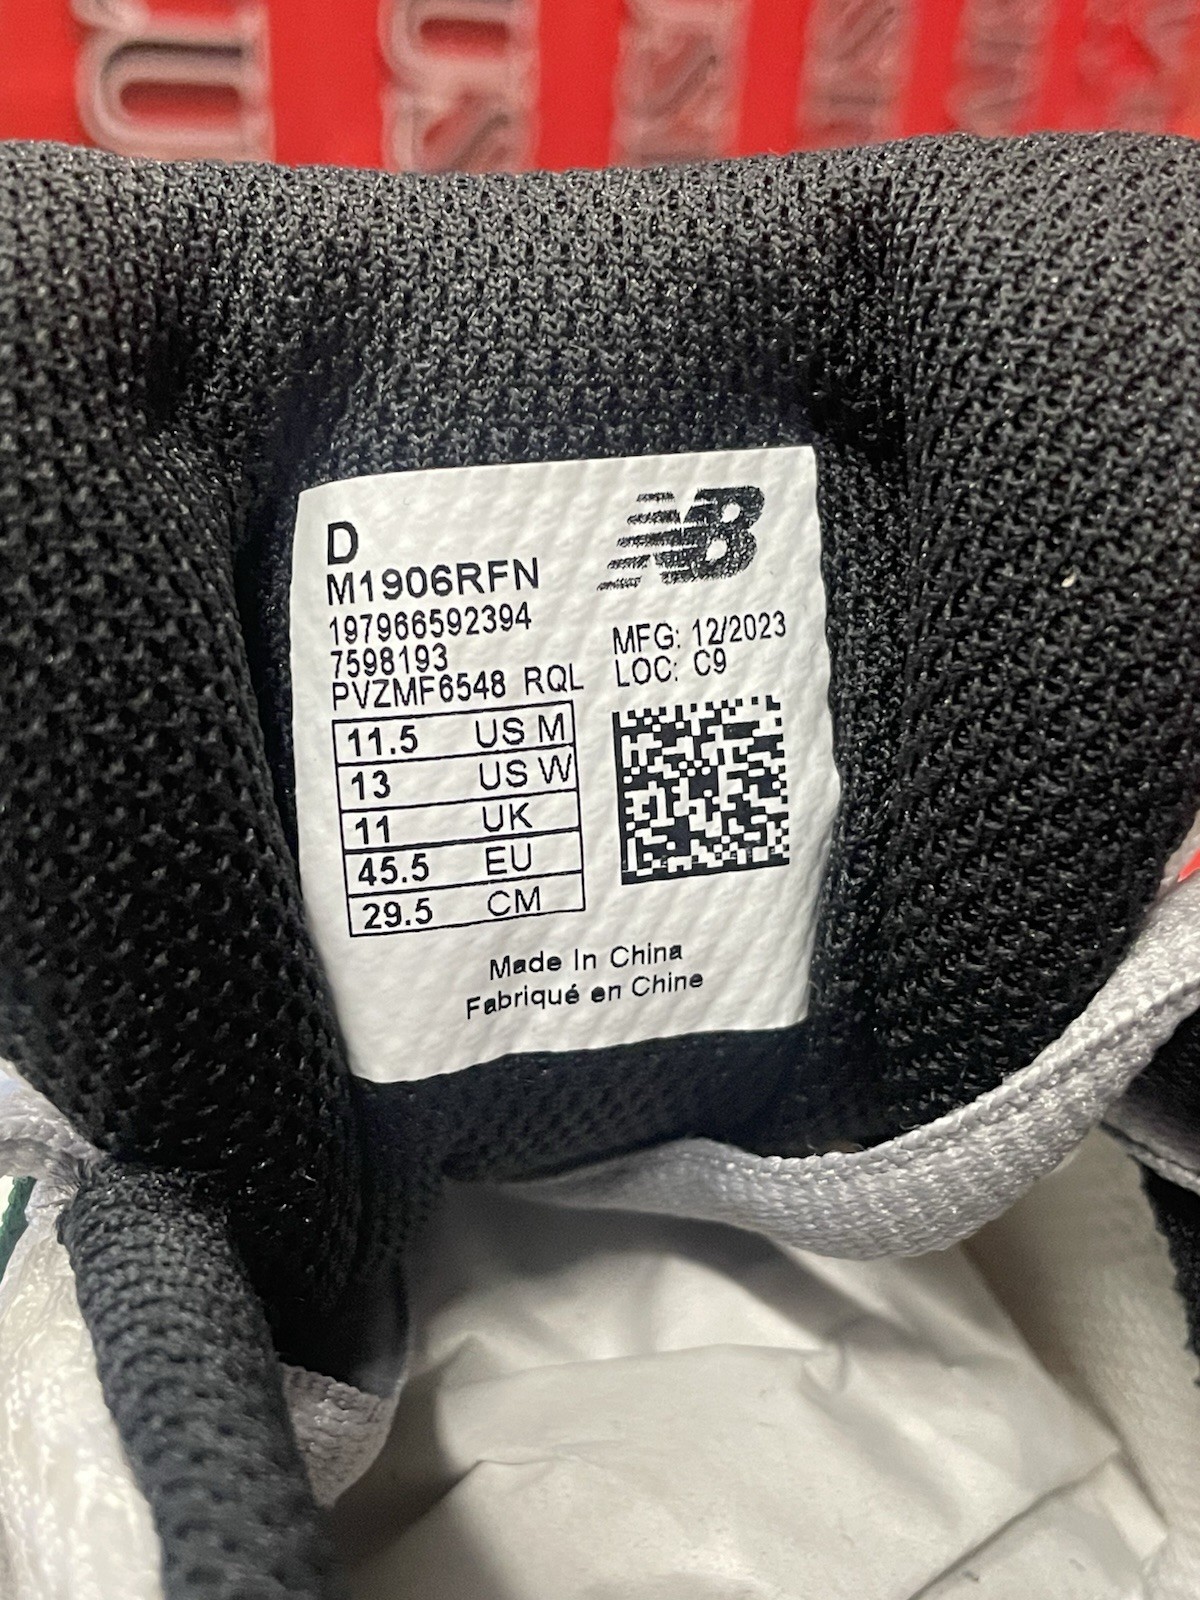 D
M1906RFN
197966592394
7598193
PVZMF6548 RQL
NB
MFG: 12/2023
LOC: C9
11.5 US M
13 US W
11 UK
45.5 EU
29.5 CM
Made In China
Fabriqué en Chine